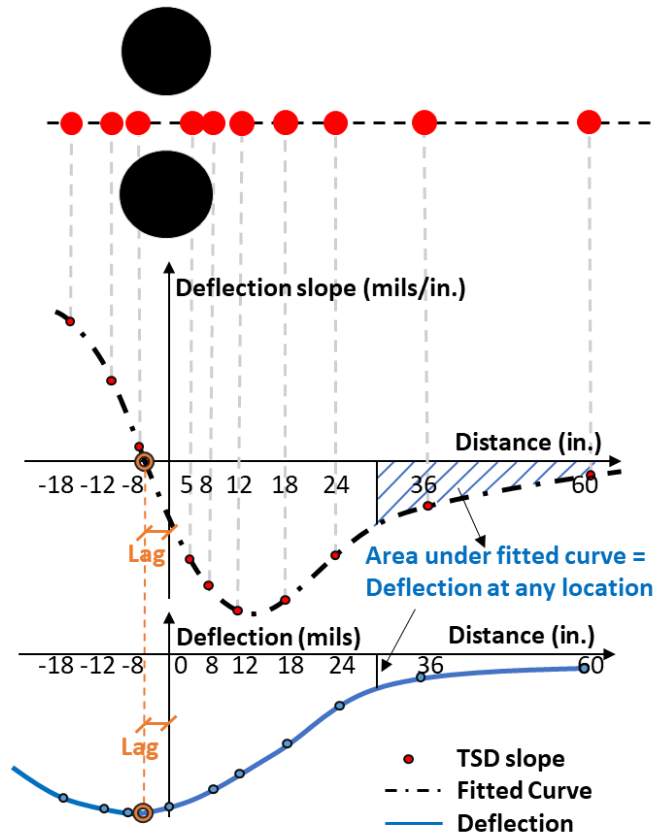 Deflection slope (mils/in.)
Distance (in.)
-18 -12 -8 5 8 12 18 24 36 60
Lag
Area under fitted curve =
Deflection at any location
Deflection (mils) Distance (in.)
-18 -12 -8 0 8 12 18 24 36 60
Lag
TSD slope
Fitted Curve
Deflection